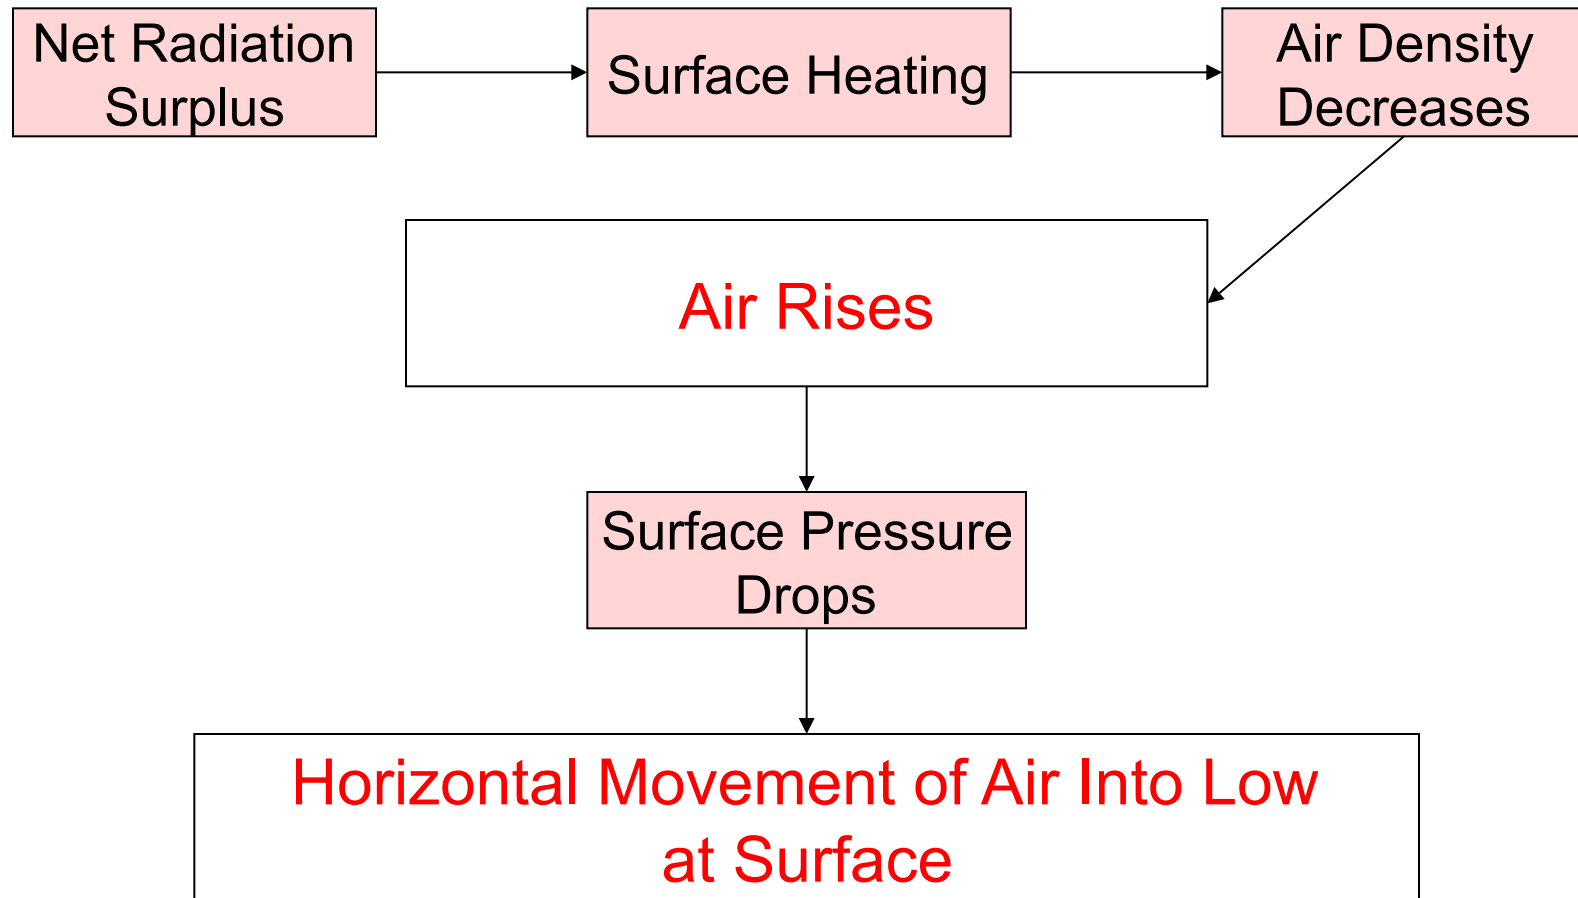 Net Radiation
Surplus
Surface Heating
Air Density
Decreases
Air Rises
Surface Pressure
Drops
Horizontal Movement of Air Into Low
at Surface